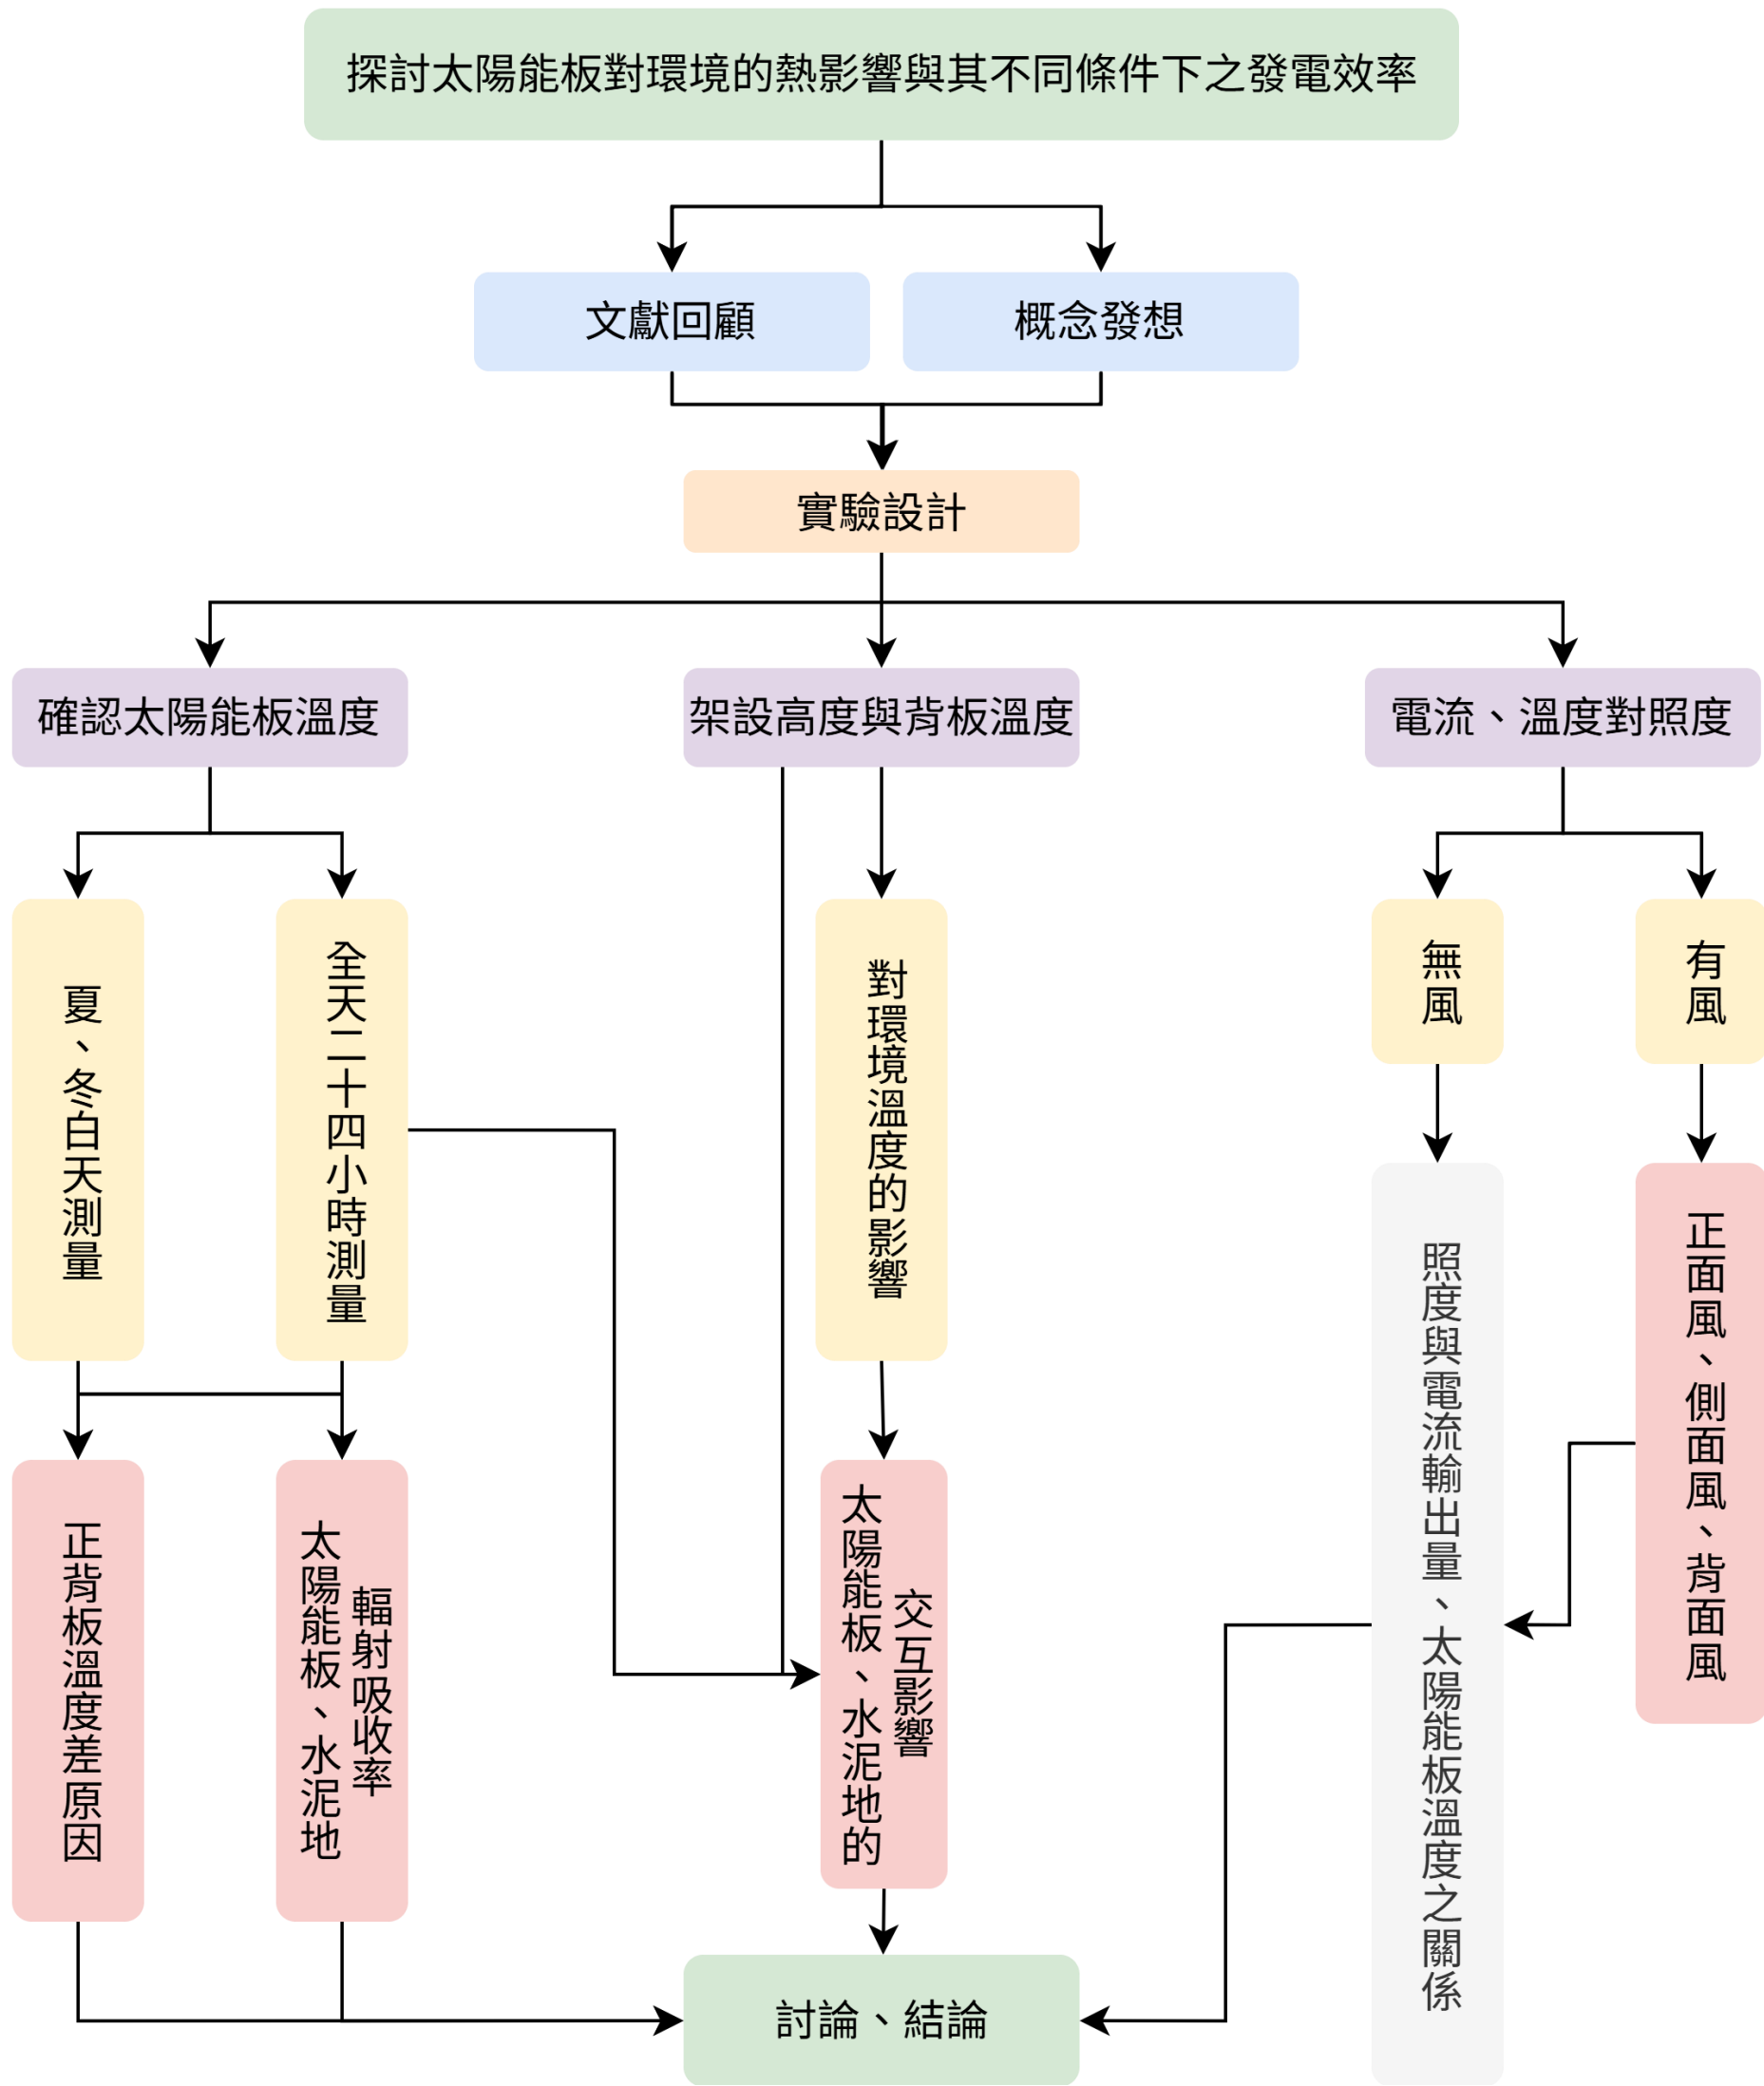 探討太陽能板對環境的熱影響與其不同條件下之發電效率
文獻回顧
概念發想
實驗設計
確認太陽能板溫度
架設高度與背板溫度
電流、溫度對照度
夏、冬白天測量
全天二十四小時測量
對環境溫度的影響
無風
有風
正背板溫度差原因
太陽能板、水泥地
輻射吸收率
太陽能板、水泥地的
交互影響
照度與電流輸出量、太陽能板溫度之關係
正面風、側面風、背面風
討論、結論